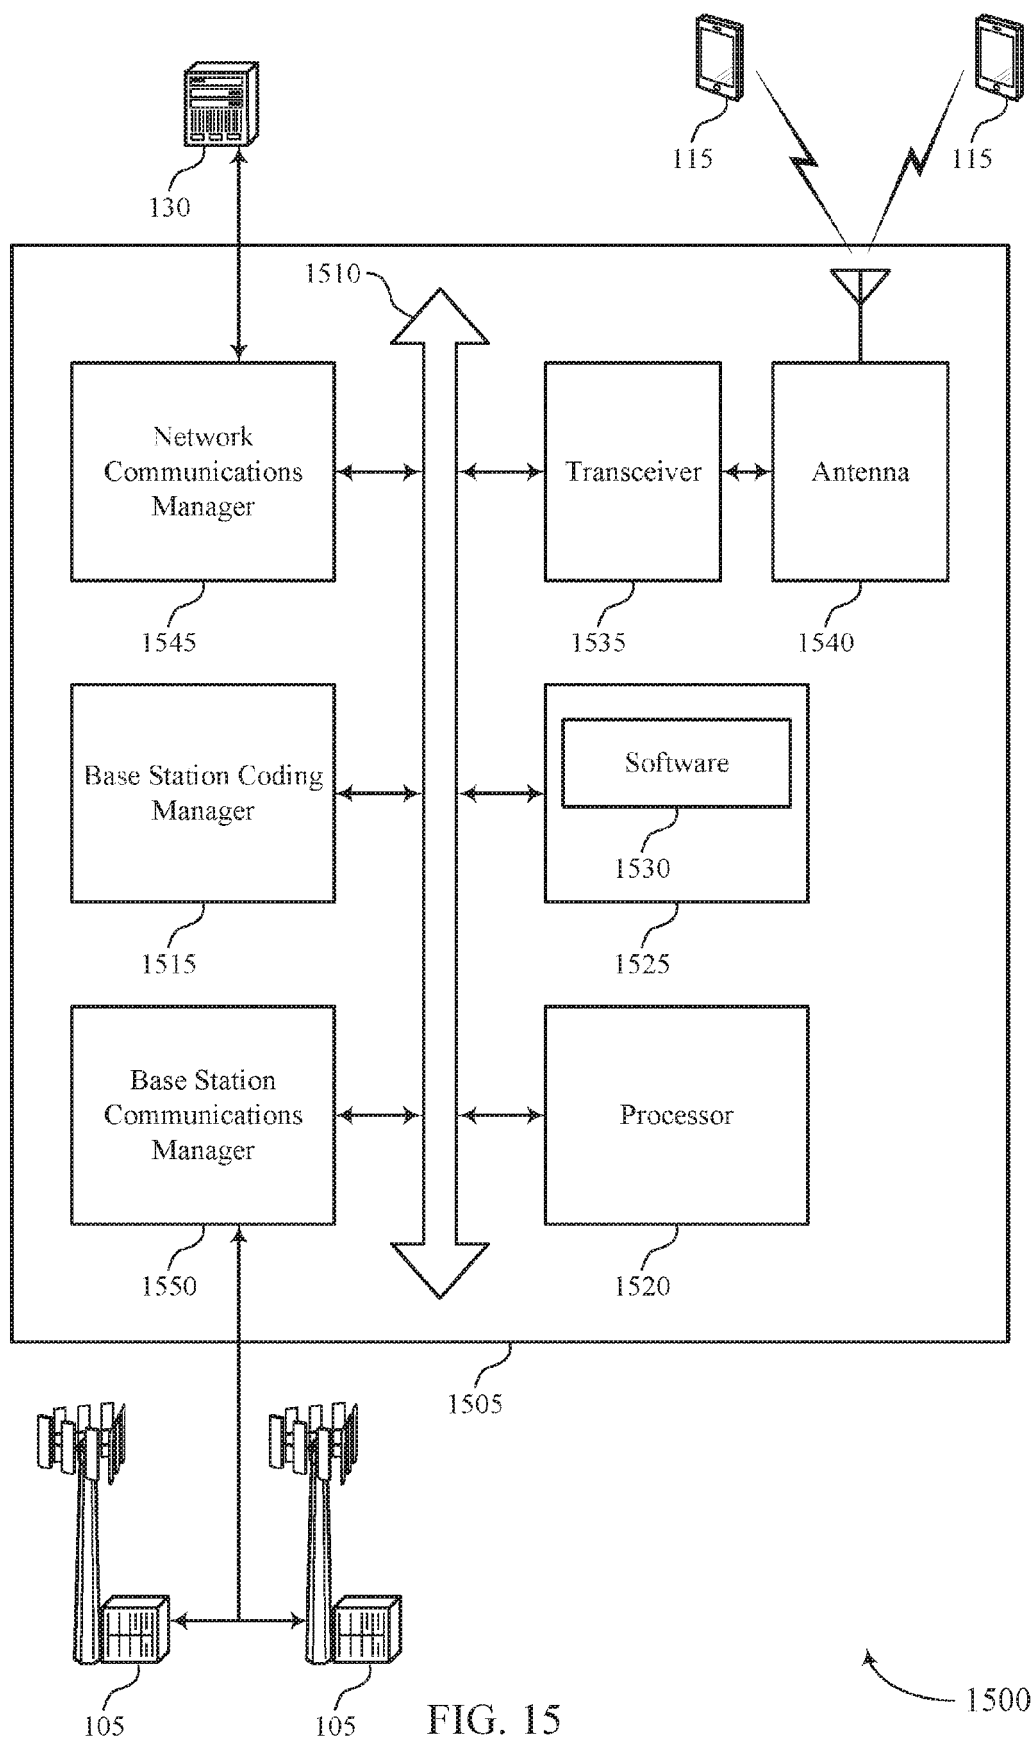 130
115
115
1510
Network
Communications
Manager
Transceiver
Antenna
1545
1535
1540
Base Station Coding
Manager
Software
1530
1515
1525
Base Station
Communications
Manager
Processor
1550
1520
1505
105
105
FIG. 15
1500